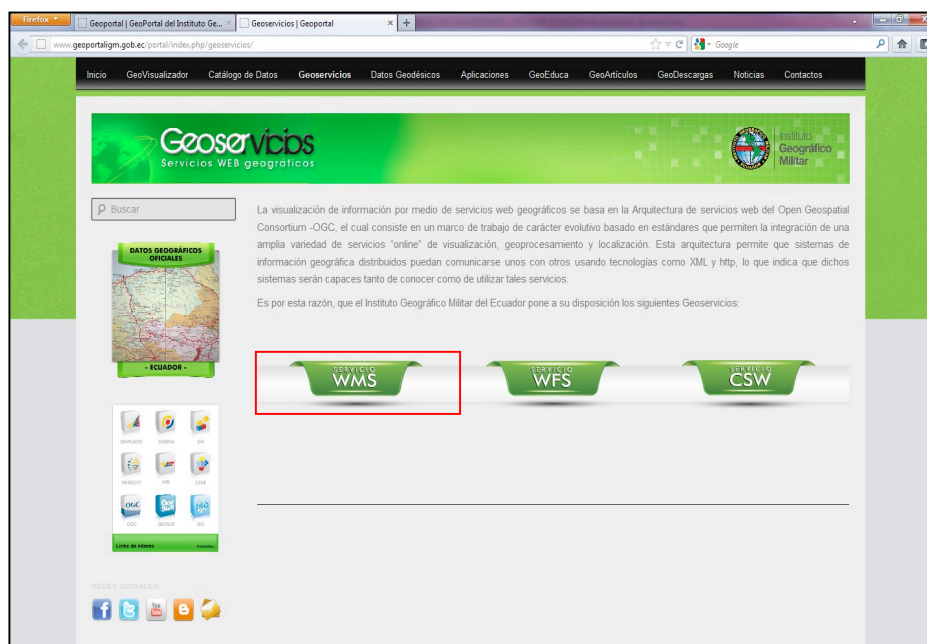 Firefox
Geoportal | GeoPortal del Instituto Ge...
Geoservicios | Geoportal
www.geoportaligm.gob.ec/portal/index.php/geoservicios/
Google
Inicio GeoVisualizador Catálogo de Datos Geoservicios Datos Geodésicos Aplicaciones GeoEduca GeoArtículos GeoDescargas Noticias Contactos
Geoservicios
Servicios WEB geográficos
Instituto
Geográfico
Militar
Buscar
La visualización de información por medio de servicios web geográficos se basa en la Arquitectura de servicios web del Open Geospatial
Consortium -OGC, el cual consiste en un marco de trabajo de carácter evolutivo basado en estándares que permiten la integración de una
amplia variedad de servicios "online" de visualización, geoprocesamiento y localización. Esta arquitectura permite que sistemas de
información geográfica distribuidos puedan comunicarse unos con otros usando tecnologías como XML y http, lo que indica que dichos
sistemas serán capaces tanto de conocer como de utilizar tales servicios.
Es por esta razón, que el Instituto Geográfico Militar del Ecuador pone a su disposición los siguientes Geoservicios:
DATOS GEOGRÁFICOS
OFICIALES
- ECUADOR -
SERVICIO
WMS
SERVICIO
WFS
SERVICIO
CSW
OGC
OGC GEOSUR ISO
Links de interes
REDES SOCIALES